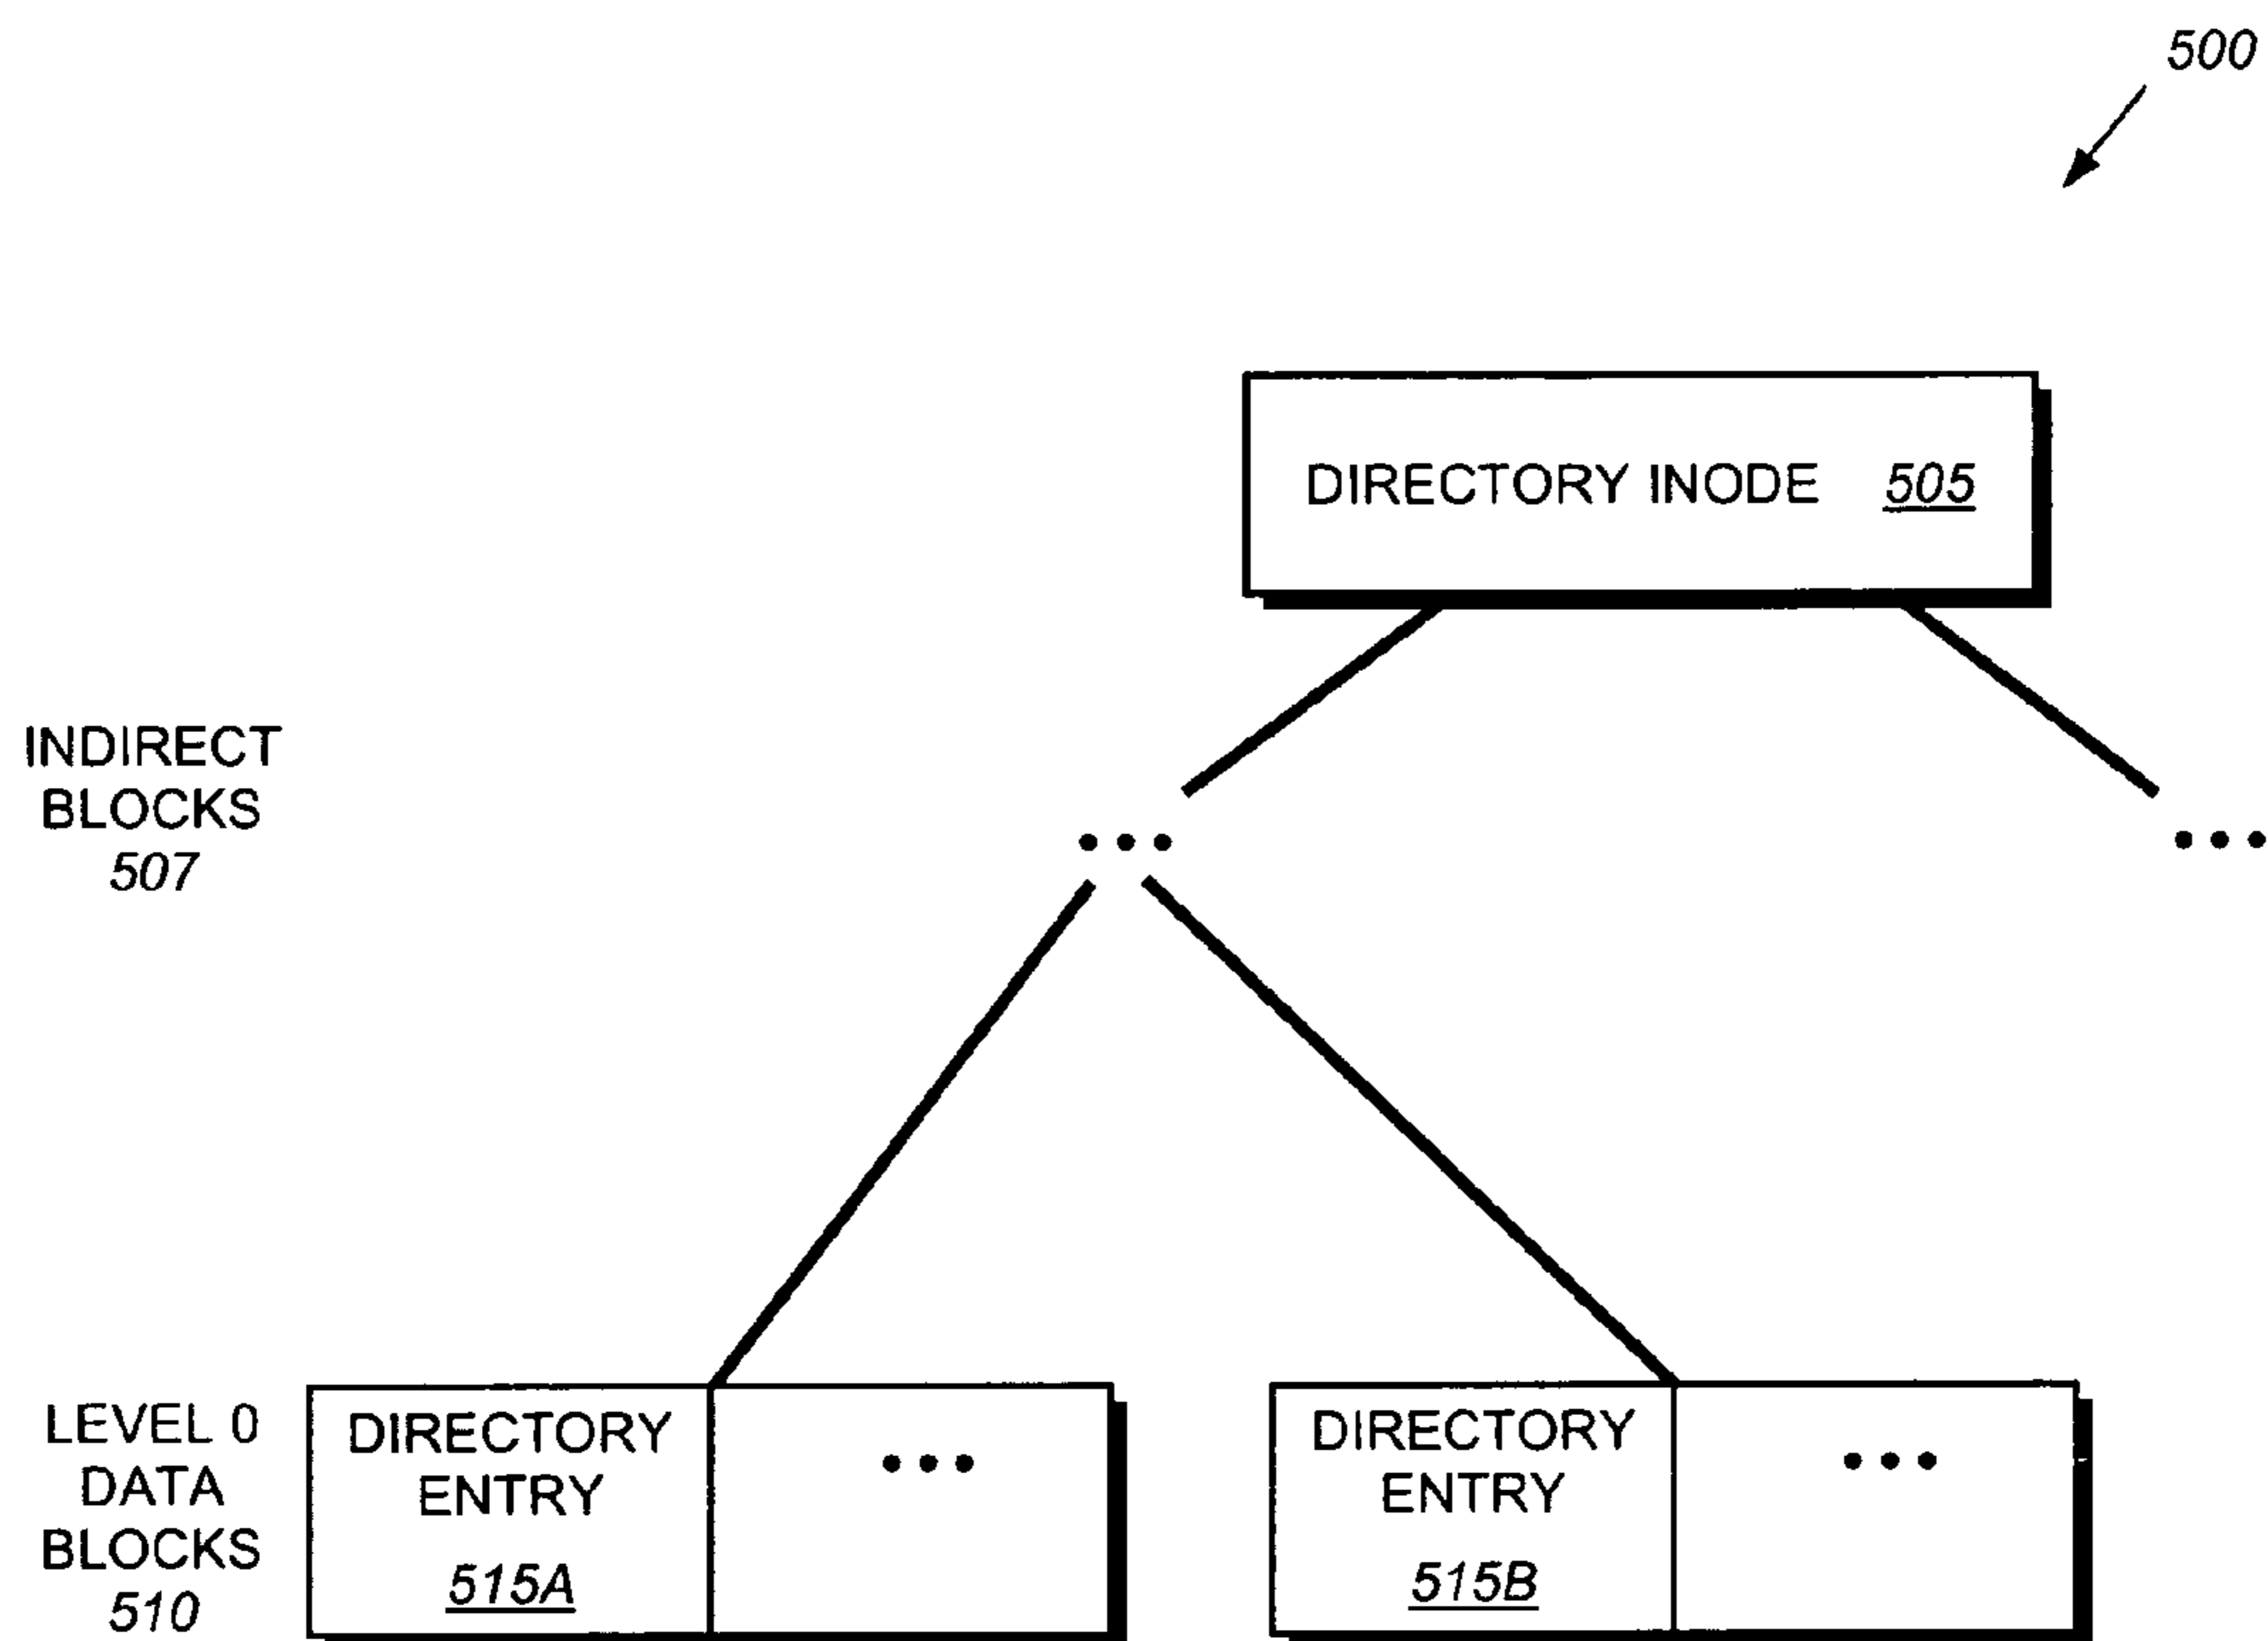 500
DIRECTORY INODE 505
INDIRECT
BLOCKS
507
• • •
• • •
LEVEL 0
DATA
BLOCKS
510
DIRECTORY
ENTRY
515A
• • •
DIRECTORY
ENTRY
515B
• • •